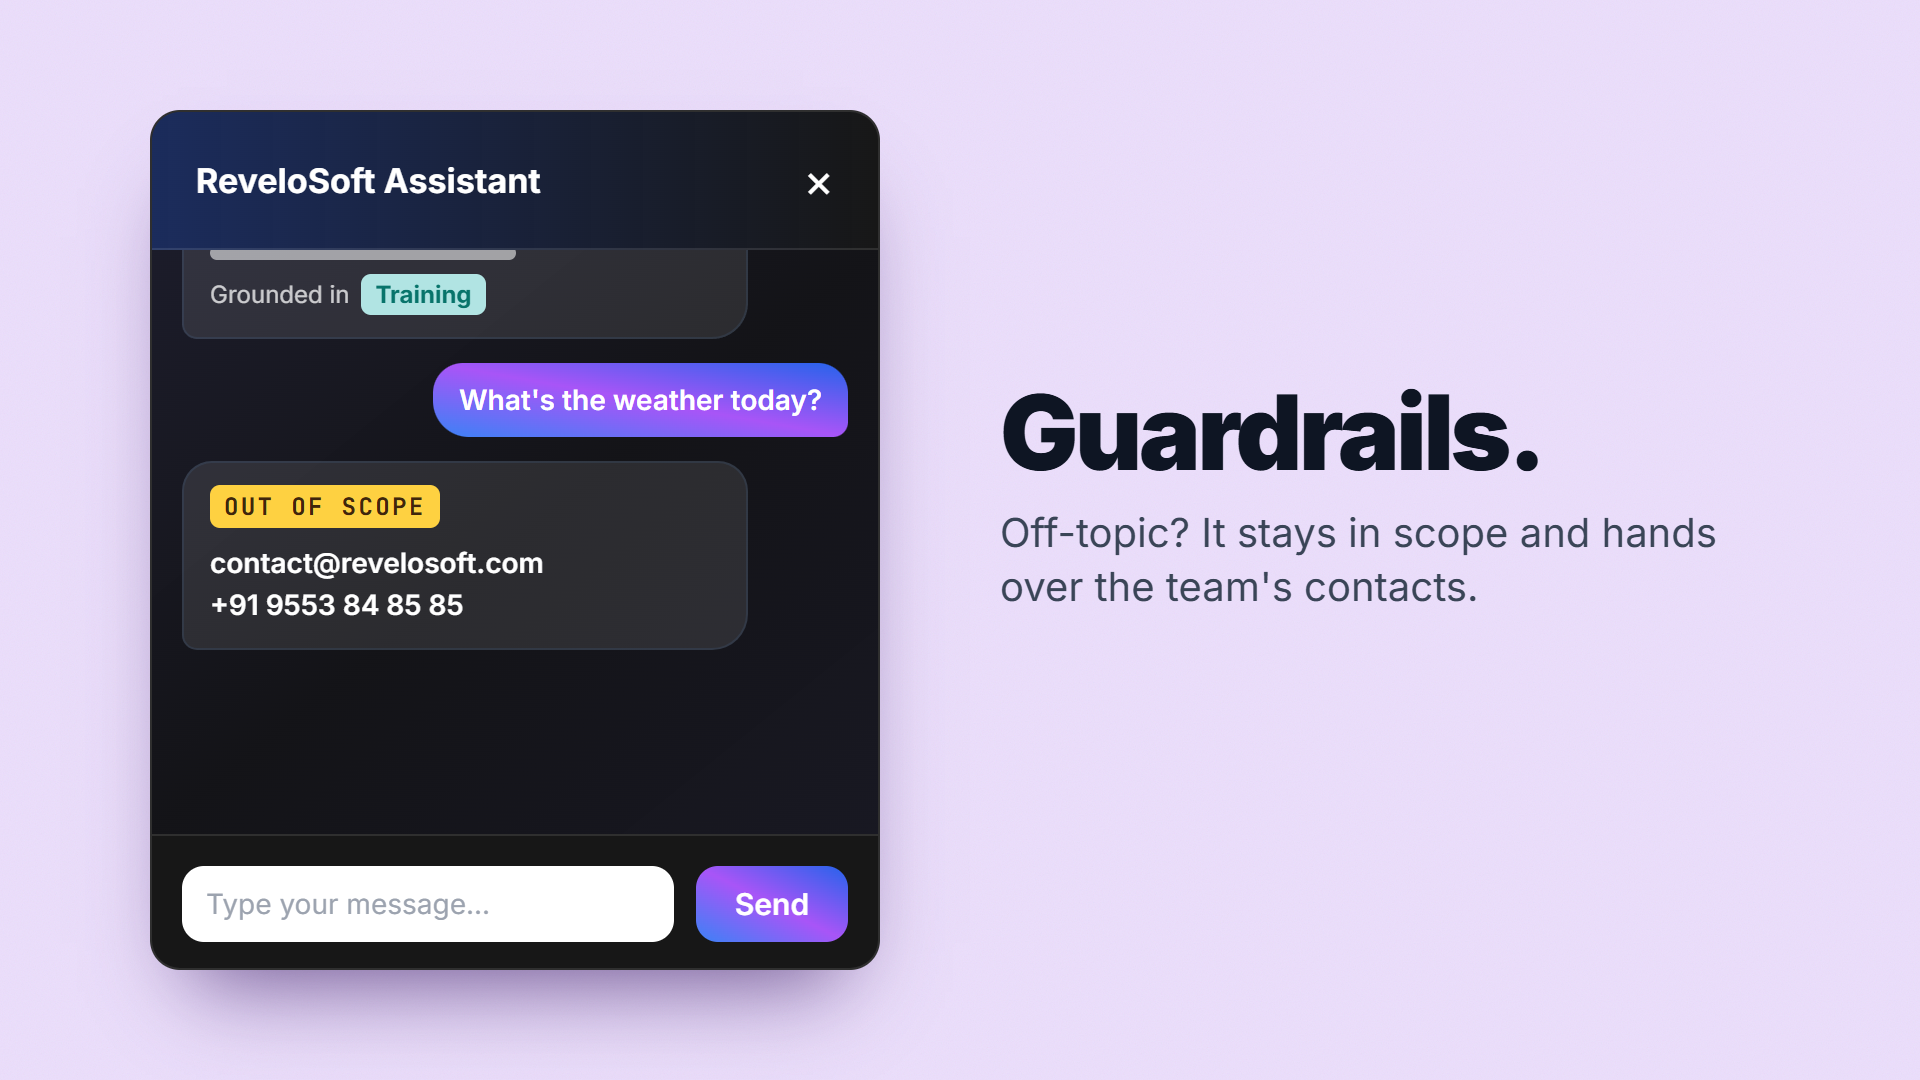 ReveloSoft Assistant
Grounded in Training
What's the weather today?
OUT OF SCOPE
contact@revelosoft.com
+91 9553 84 85 85
Type your message...
Send
Guardrails.
Off-topic? It stays in scope and hands
over the team's contacts.